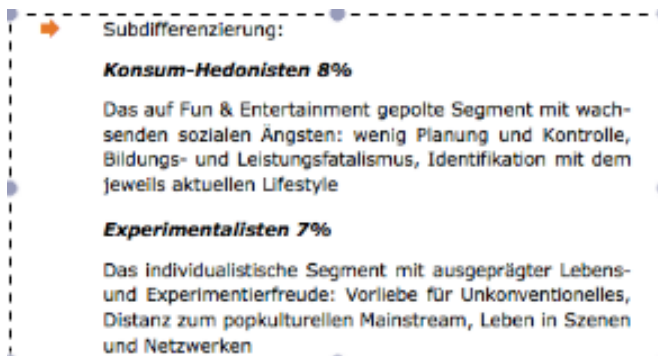 Subdifferenzierung:
Konsum-Hedonisten 8%
Das auf Fun & Entertainment gepolte Segment mit wach-
senden sozialen Ängsten: wenig Planung und Kontrolle,
Bildungs- und Leistungsfatalismus, Identifikation mit dem
jeweils aktuellen Lifestyle
Experimentalisten 7%
Das individualistische Segment mit ausgeprägter Lebens-
und Experimentierfreude: Vorliebe für Unkonventionelles,
Distanz zum popkulturellen Mainstream, Leben in Szenen
und Netzwerken